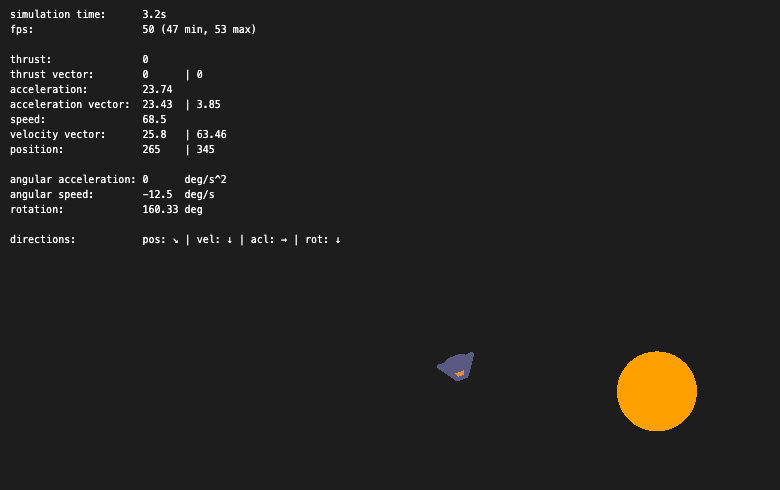 simulation time: 3.2s
fps: 50 (47 min, 53 max)
thrust: 0
thrust vector: 0 | 0
acceleration: 23.74
acceleration vector: 23.43 | 3.85
speed: 68.5
velocity vector: 25.8 | 63.46
position: 265 | 345
angular acceleration: 0 deg/s^2
angular speed: -12.5 deg/s
rotation: 160.33 deg
directions: pos: ↘ | vel: ↓ | acl: → | rot: ↓